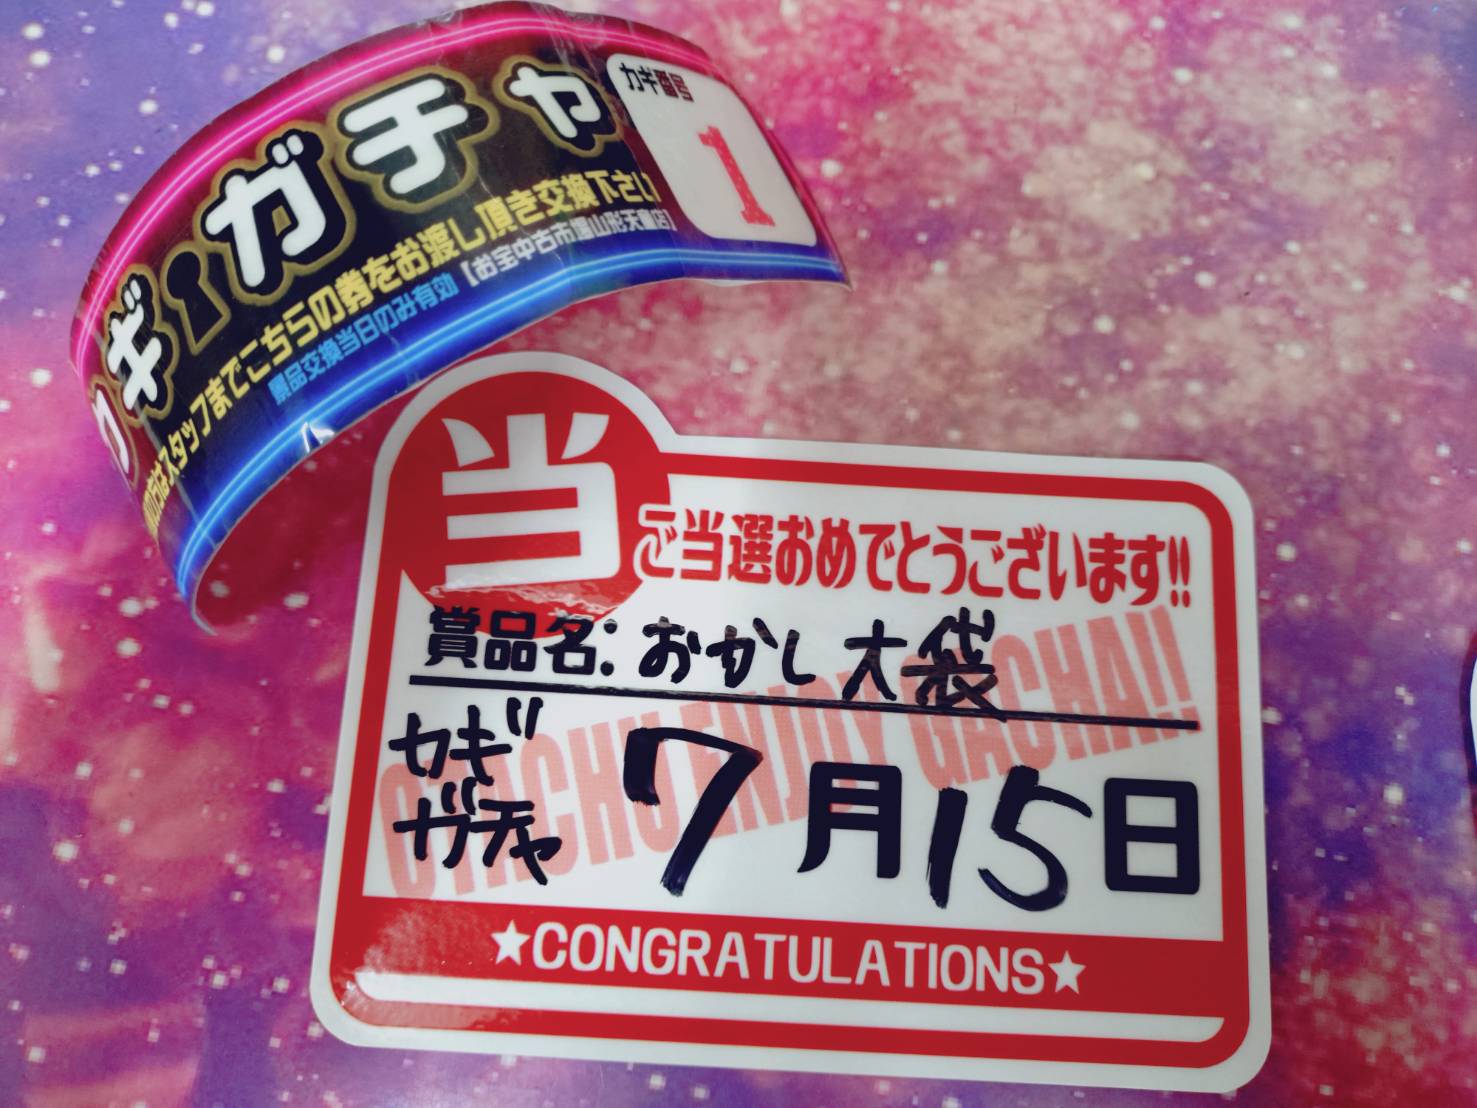 カギガチャ
カギ番号
1
はスタッフまでこちらの券をお渡し頂き交換下さい
景品交換当日のみ有効【お宝中古市場山形天童店】
当
ご当選おめでとうございます!!
賞品名:おかし大袋
カギ
ガチャ
7月15日
OTACHU ENJOY GACHA!!
★CONGRATULATIONS★